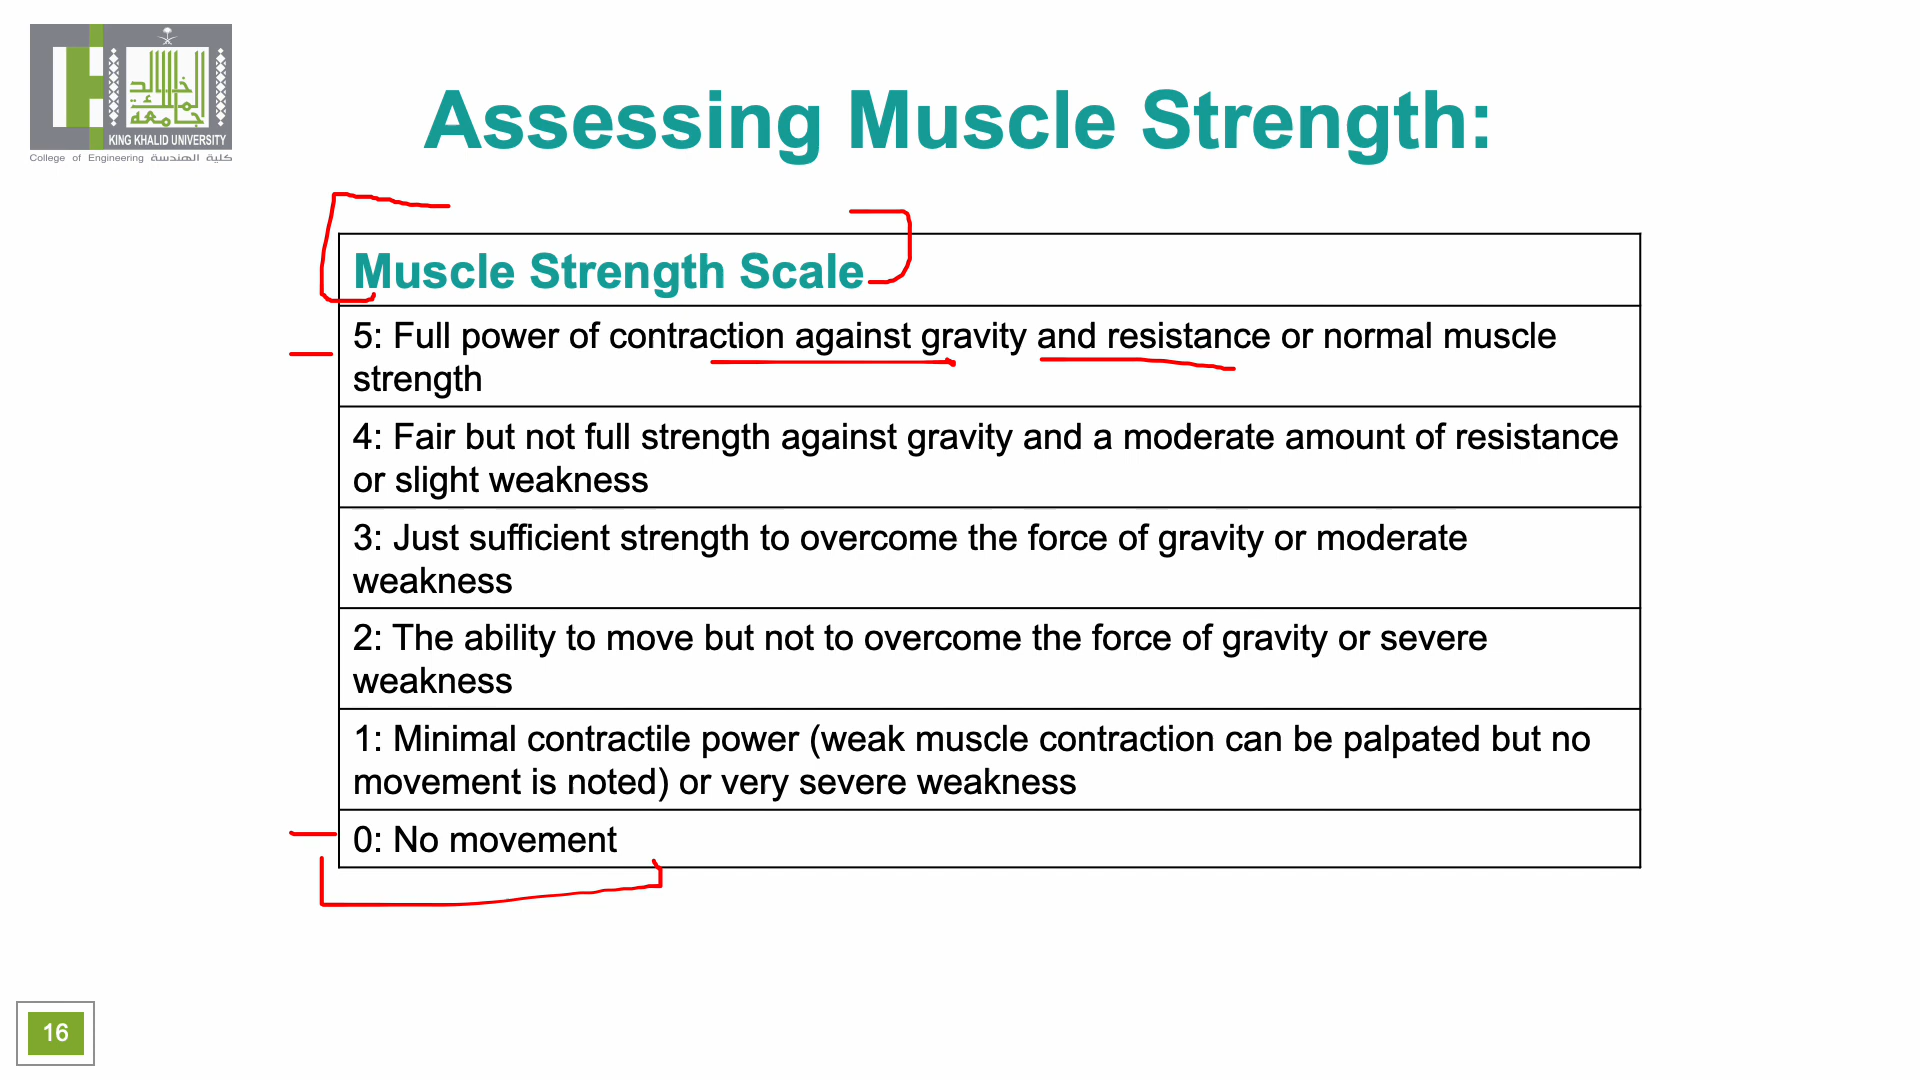 جامعة الملك خالد
KING KHALID UNIVERSITY
College of Engineering كلية الهندسة
Assessing Muscle Strength:
Muscle Strength Scale
5: Full power of contraction against gravity and resistance or normal muscle
strength
4: Fair but not full strength against gravity and a moderate amount of resistance
or slight weakness
3: Just sufficient strength to overcome the force of gravity or moderate
weakness
2: The ability to move but not to overcome the force of gravity or severe
weakness
1: Minimal contractile power (weak muscle contraction can be palpated but no
movement is noted) or very severe weakness
0: No movement
16